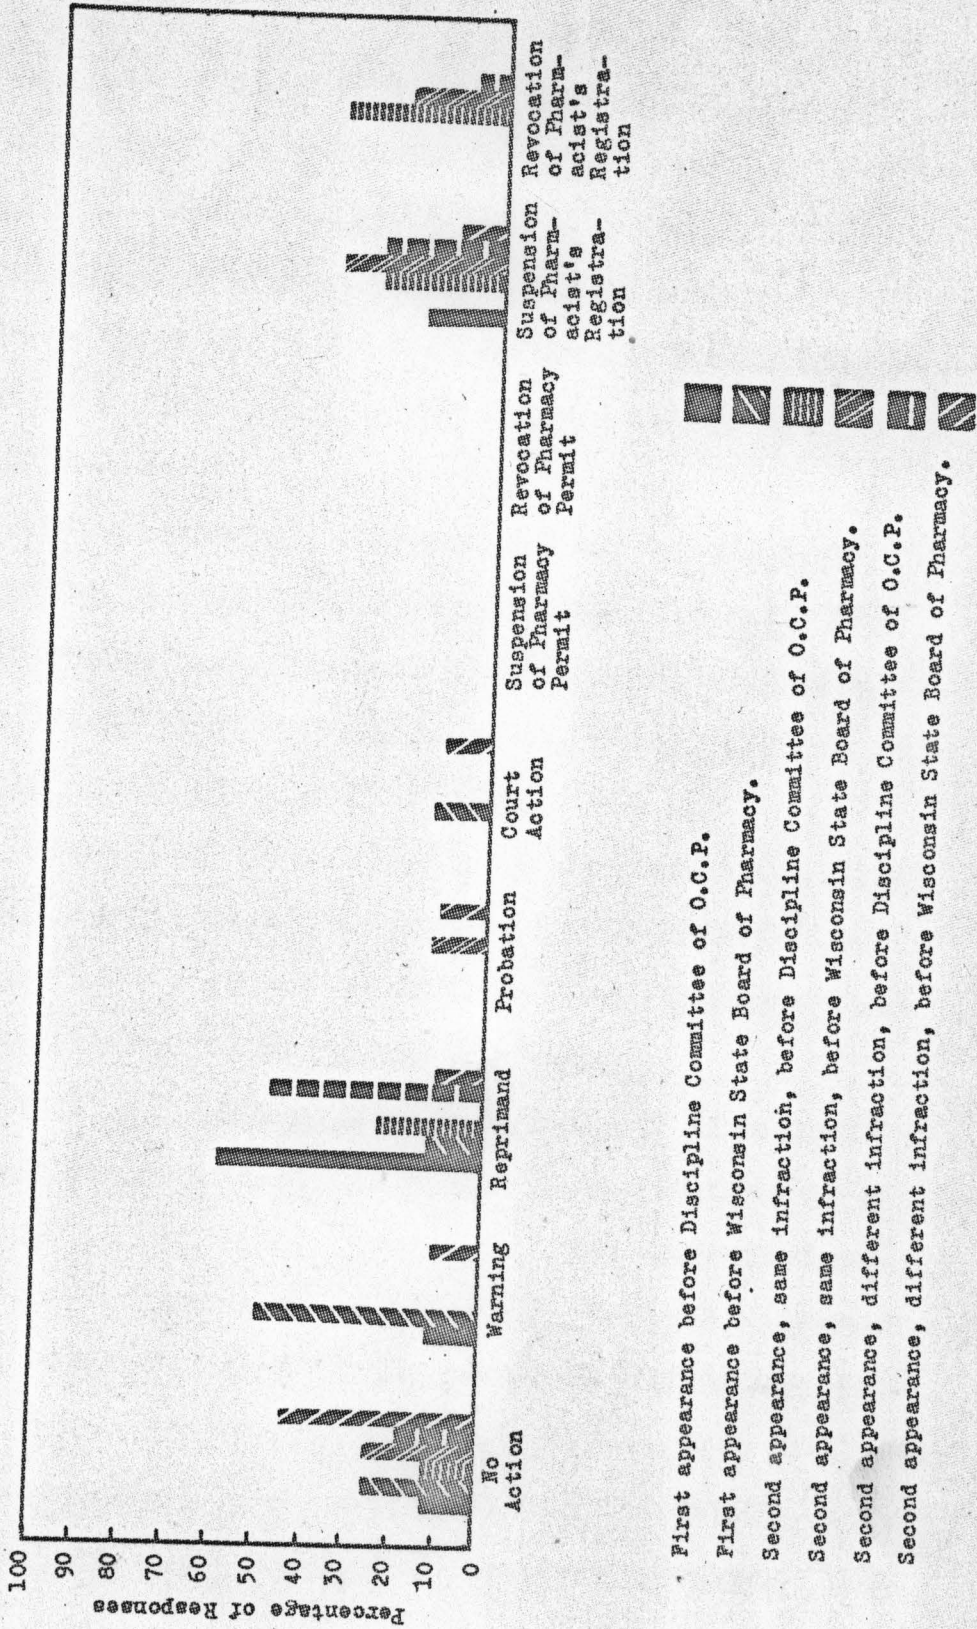 Percentage of Responses
100
90
80
70
60
50
40
30
20
10
0
No
Action
Warning
Reprimand
Probation
Court
Action
Suspension
of Pharmacy
Permit
Revocation
of Pharmacy
Permit
Suspension
of Pharm-
acist's
Registra-
tion
Revocation
of Pharm-
acist's
Registra-
tion
First appearance before Discipline Committee of O.C.P.
First appearance before Wisconsin State Board of Pharmacy.
Second appearance, same infraction, before Discipline Committee of O.C.P.
Second appearance, same infraction, before Wisconsin State Board of Pharmacy.
Second appearance, different infraction, before Discipline Committee of O.C.P.
Second appearance, different infraction, before Wisconsin State Board of Pharmacy.